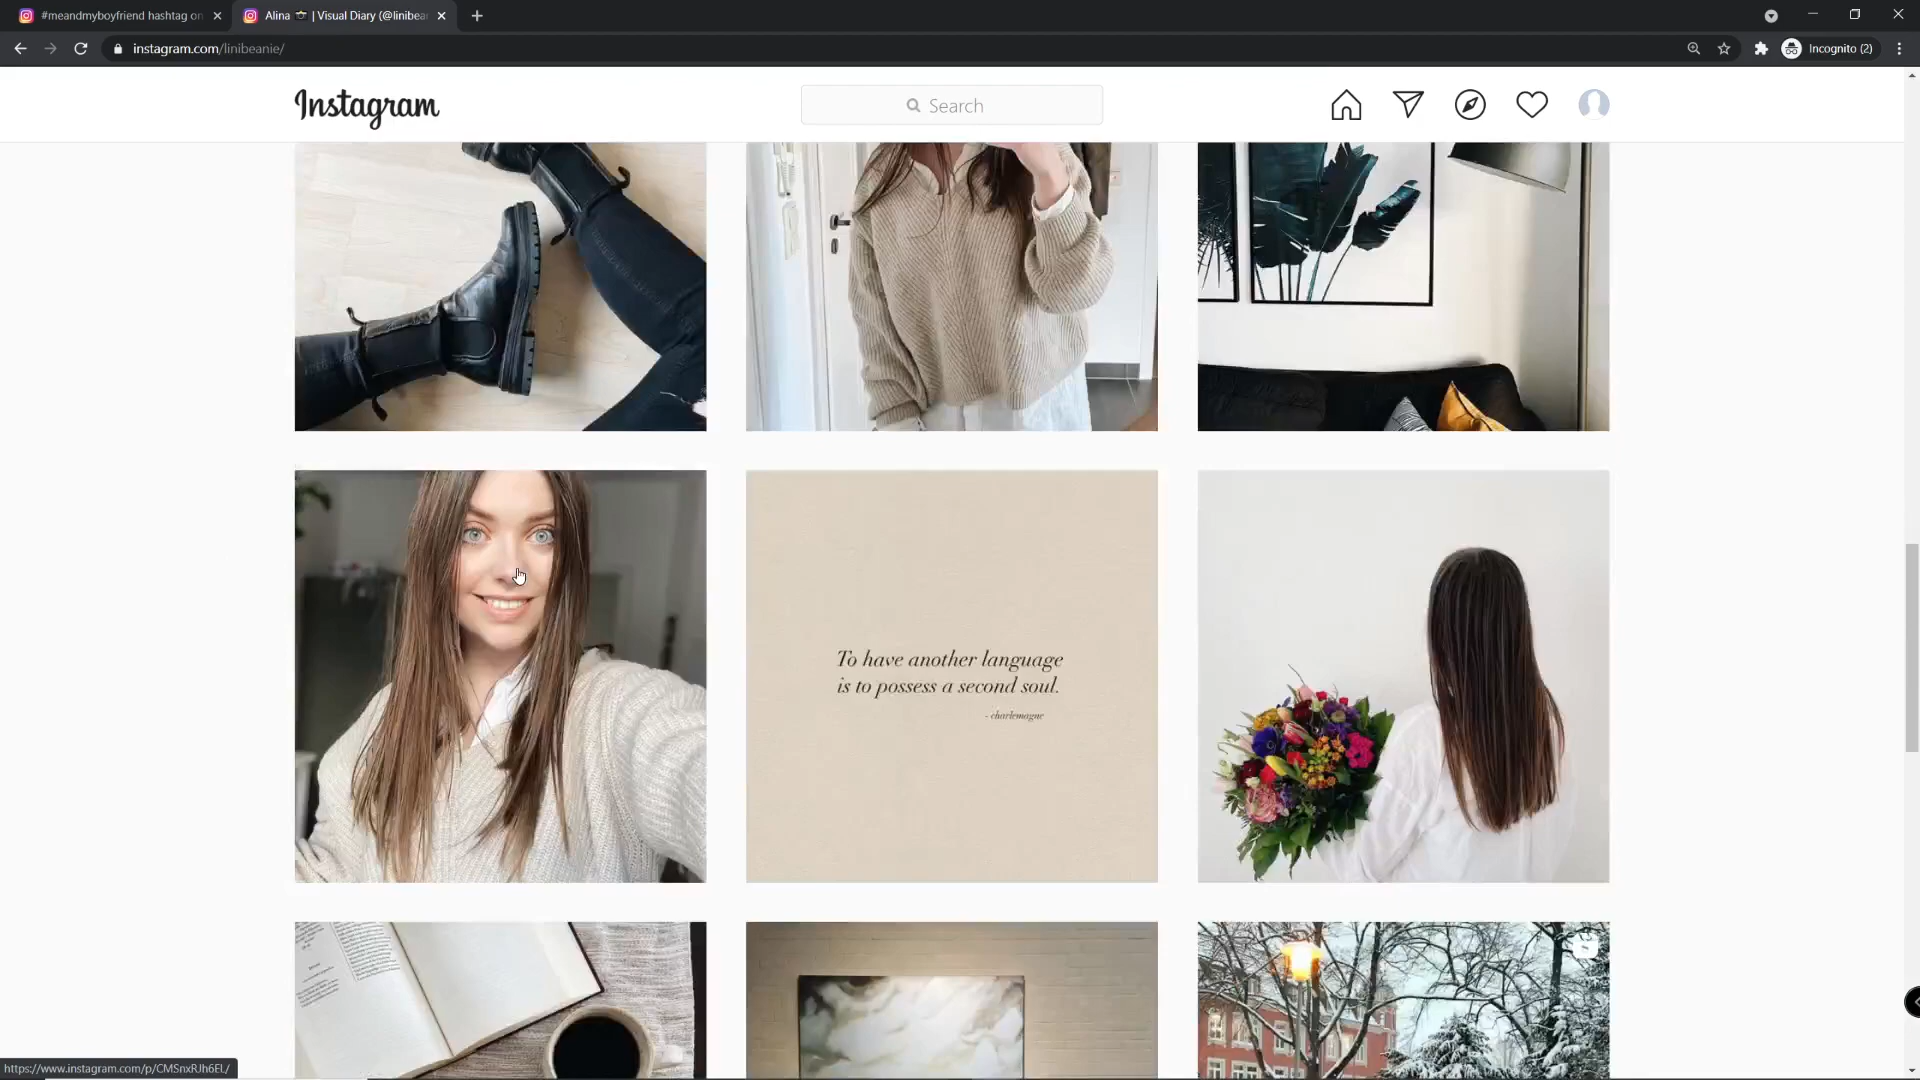 #meandmyboyfriend hashtag on
Alina | Visual Diary (@linibea
instagram.com/linibeanie/
Incognito (2)
Instagram
Search
To have another language
is to possess a second soul.
- charlemagne
https://www.instagram.com/p/CMSnxRJh6EL/